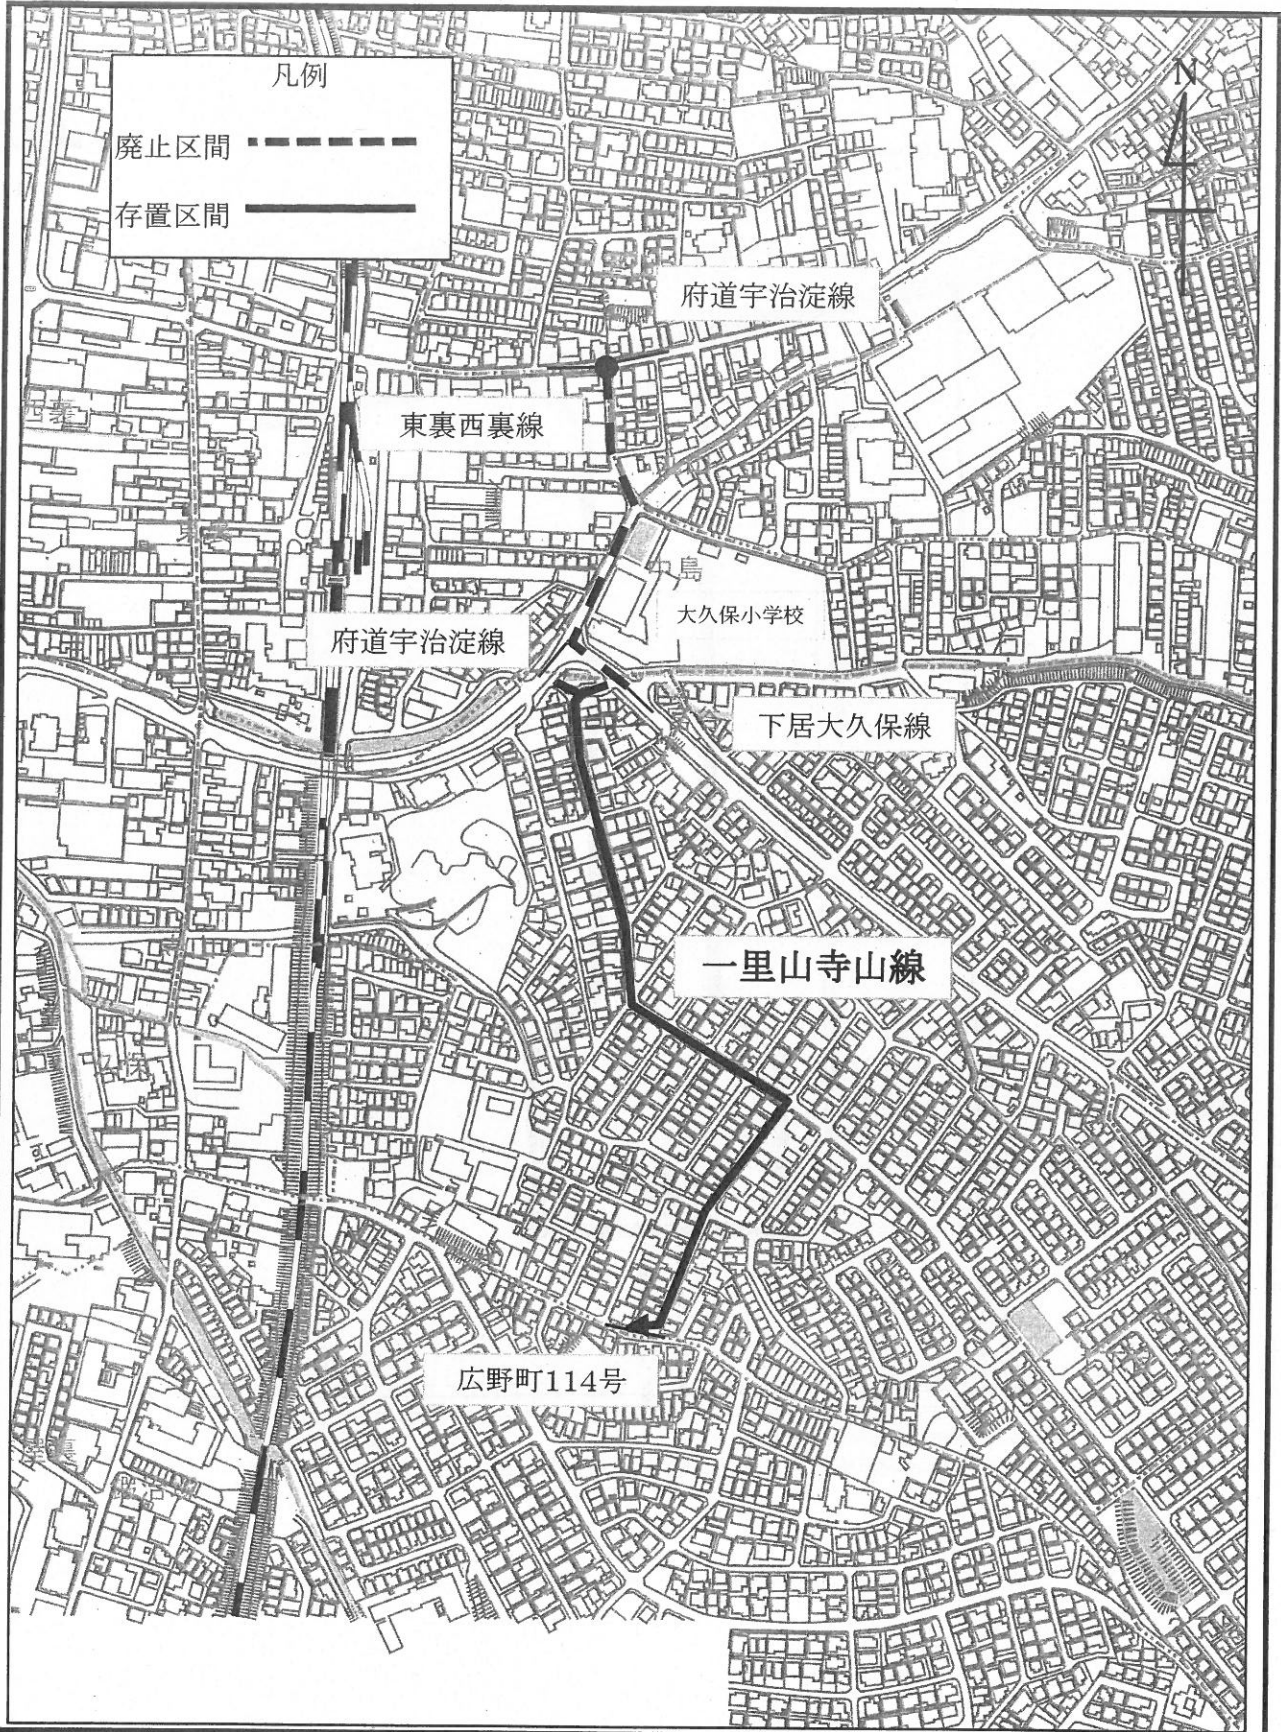 凡例
廃止区間
存置区間
N
府道宇治淀線
東裏西裏線
島
大久保小学校
府道宇治淀線
下居大久保線
一里山寺山線
広野町114号